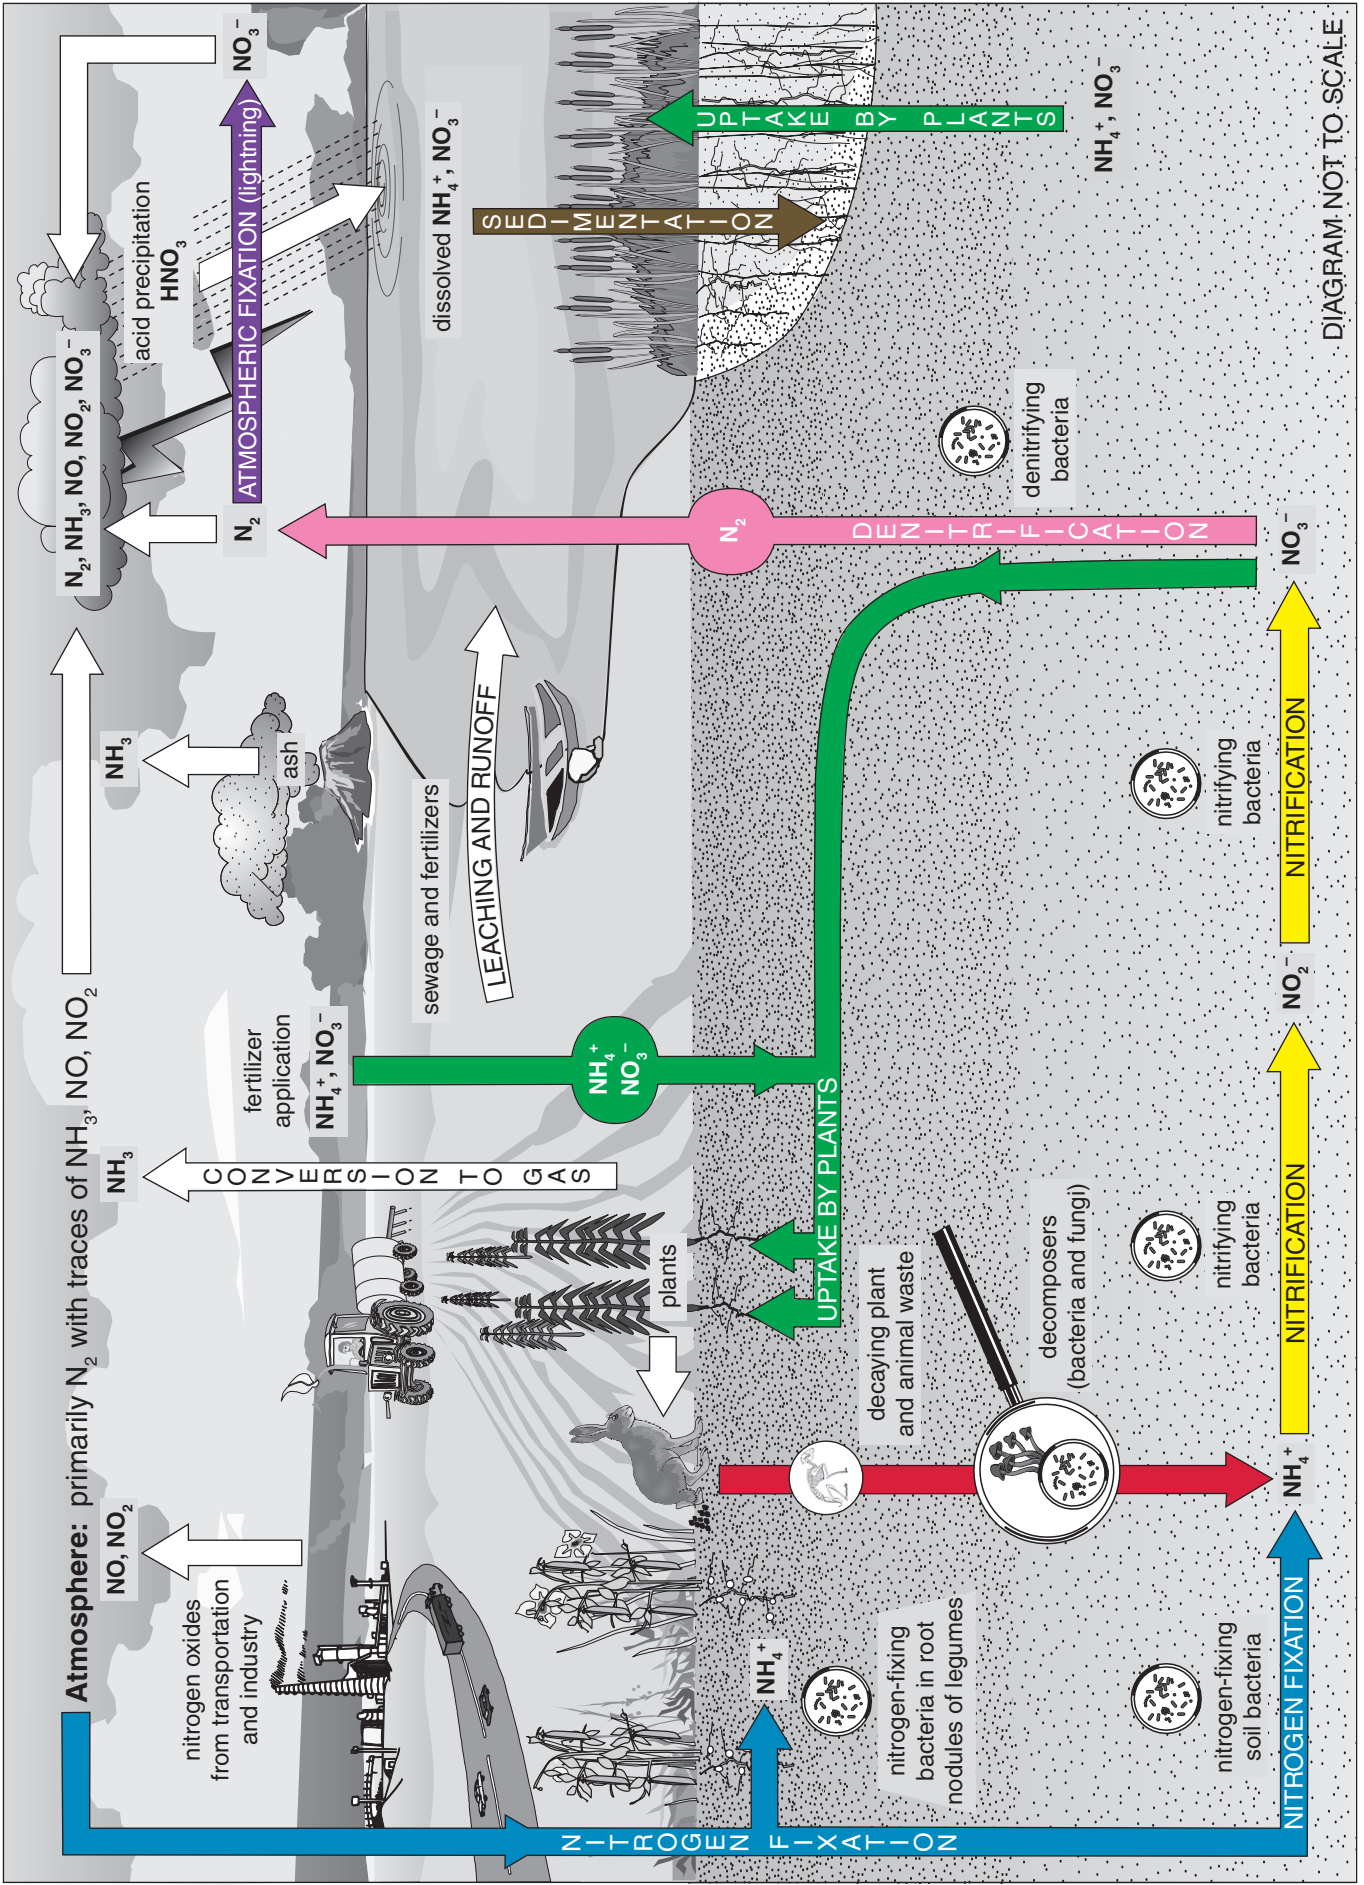 Atmosphere: primarily N₂ with traces of NH₃, NO, NO₂
NO, NO₂
nitrogen oxides
from transportation
and industry
NH₃
CONVERSION TO GAS
fertilizer
application
NH₄⁺, NO₃⁻
NH₄⁺
NO₃⁻
NH₃
ash
sewage and fertilizers
LEACHING AND RUNOFF
N₂, NH₃, NO, NO₂, NO₃⁻
N₂
ATMOSPHERIC FIXATION (lightning)
NO₃⁻
acid precipitation
HNO₃
dissolved NH₄⁺, NO₃⁻
SEDIMENTATION
UPTAKE BY PLANTS
NH₄⁺, NO₃⁻
plants
UPTAKE BY PLANTS
N₂
DENITRIFICATION
denitrifying
bacteria
NITROGEN FIXATION
NH₄⁺
nitrogen-fixing
bacteria in root
nodules of legumes
decaying plant
and animal waste
decomposers
(bacteria and fungi)
nitrogen-fixing
soil bacteria
nitrifying
bacteria
nitrifying
bacteria
NITROGEN FIXATION
NH₄⁺
NITRIFICATION
NO₂⁻
NITRIFICATION
NO₃⁻
DIAGRAM NOT TO SCALE